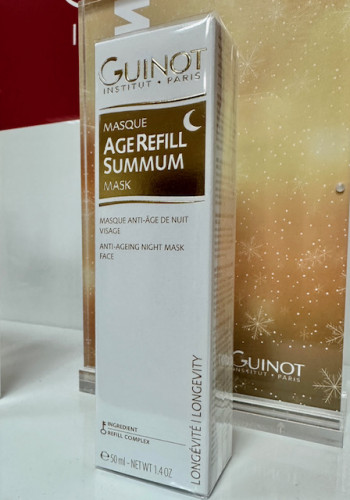 GUINOT
INSTITUT · PARIS
MASQUE
AGE REFILL
SUMMUM
MASK
MASQUE ANTI-ÂGE DE NUIT
VISAGE
ANTI-AGEING NIGHT MASK
FACE
INGREDIENT
REFILL COMPLEX
50 ml - NET WT 1.4 OZ
LONGÉVITÉ | LONGEVITY
GUINOT
INSTITUT · PARIS